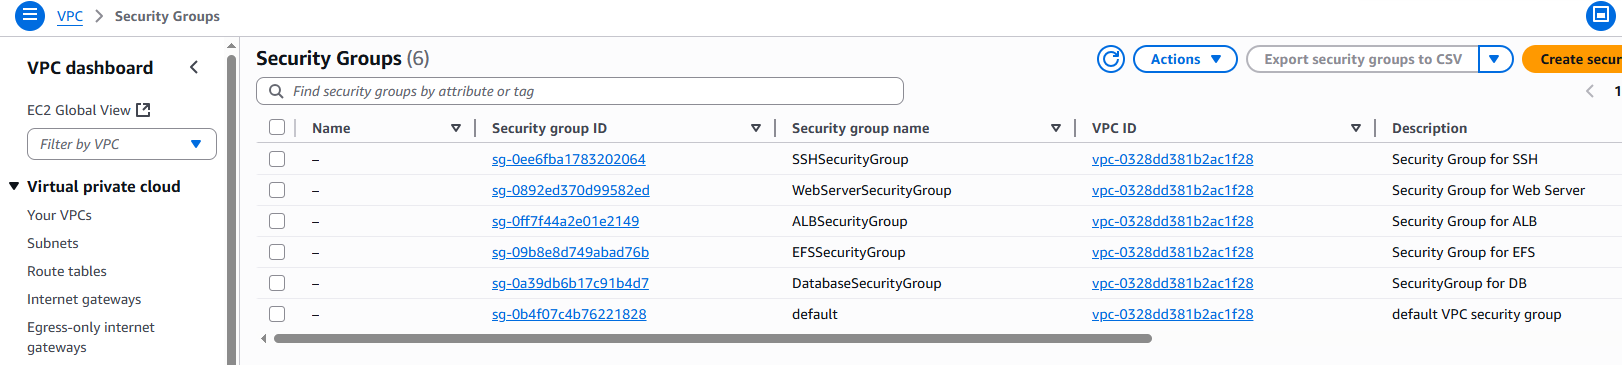 VPC > Security Groups
VPC dashboard
EC2 Global View
Filter by VPC
Virtual private cloud
Your VPCs
Subnets
Route tables
Internet gateways
Egress-only internet
gateways
Security Groups (6)
Actions
Export security groups to CSV
Create secur
Find security groups by attribute or tag
1
Name Security group ID Security group name VPC ID Description
– sg-0ee6fba1783202064 SSHSecurityGroup vpc-0328dd381b2ac1f28 Security Group for SSH
– sg-0892ed370d99582ed WebServerSecurityGroup vpc-0328dd381b2ac1f28 Security Group for Web Server
– sg-0ff7f44a2e01e2149 ALBSecurityGroup vpc-0328dd381b2ac1f28 Security Group for ALB
– sg-09b8e8d749abad76b EFSSecurityGroup vpc-0328dd381b2ac1f28 Security Group for EFS
– sg-0a39db6b17c91b4d7 DatabaseSecurityGroup vpc-0328dd381b2ac1f28 SecurityGroup for DB
– sg-0b4f07c4b76221828 default vpc-0328dd381b2ac1f28 default VPC security group